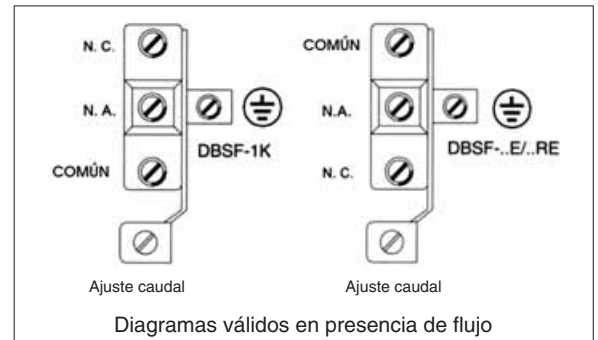 N. C.
N. A.
COMÚN
DBSF-1K
Ajuste caudal
COMÚN
N.A.
N. C.
DBSF-..E/..RE
Ajuste caudal
Diagramas válidos en presencia de flujo